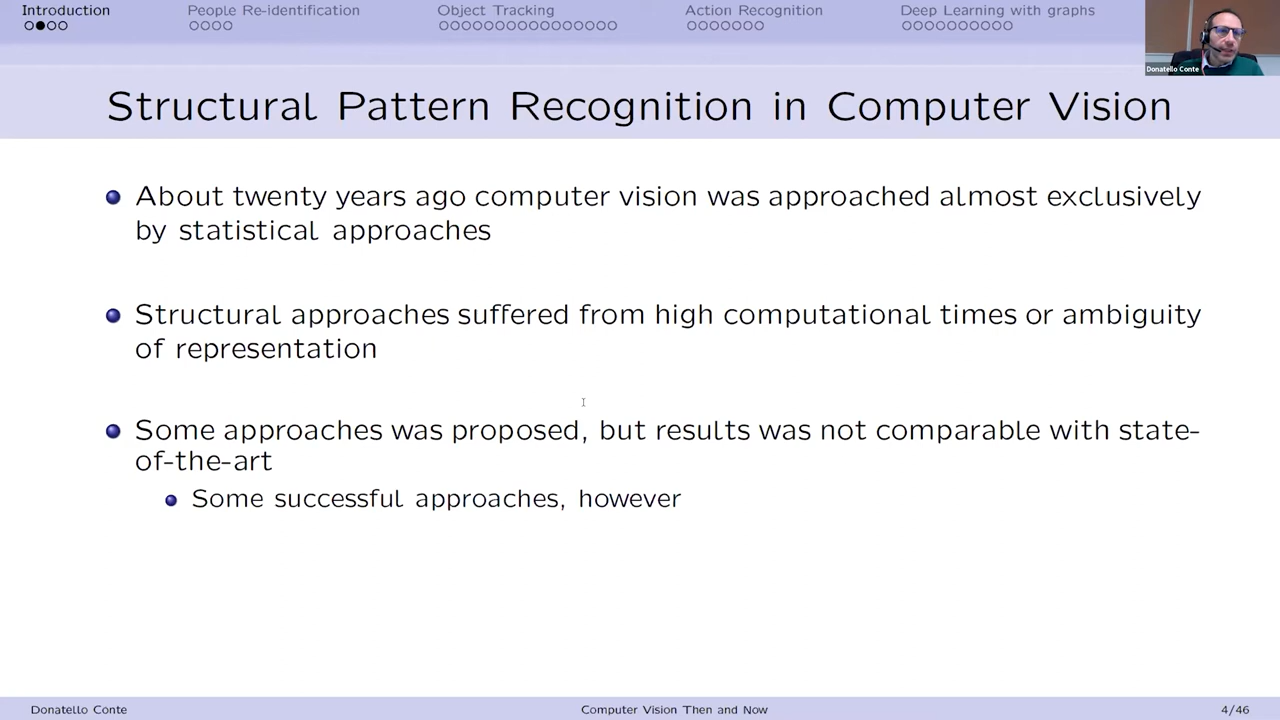 Introduction
People Re-identification
Object Tracking
Action Recognition
Deep Learning with graphs
Donatello Conte
Structural Pattern Recognition in Computer Vision
About twenty years ago computer vision was approached almost exclusively
by statistical approaches
Structural approaches suffered from high computational times or ambiguity
of representation
Some approaches was proposed, but results was not comparable with state-
of-the-art
Some successful approaches, however
Donatello Conte
Computer Vision Then and Now
4/46